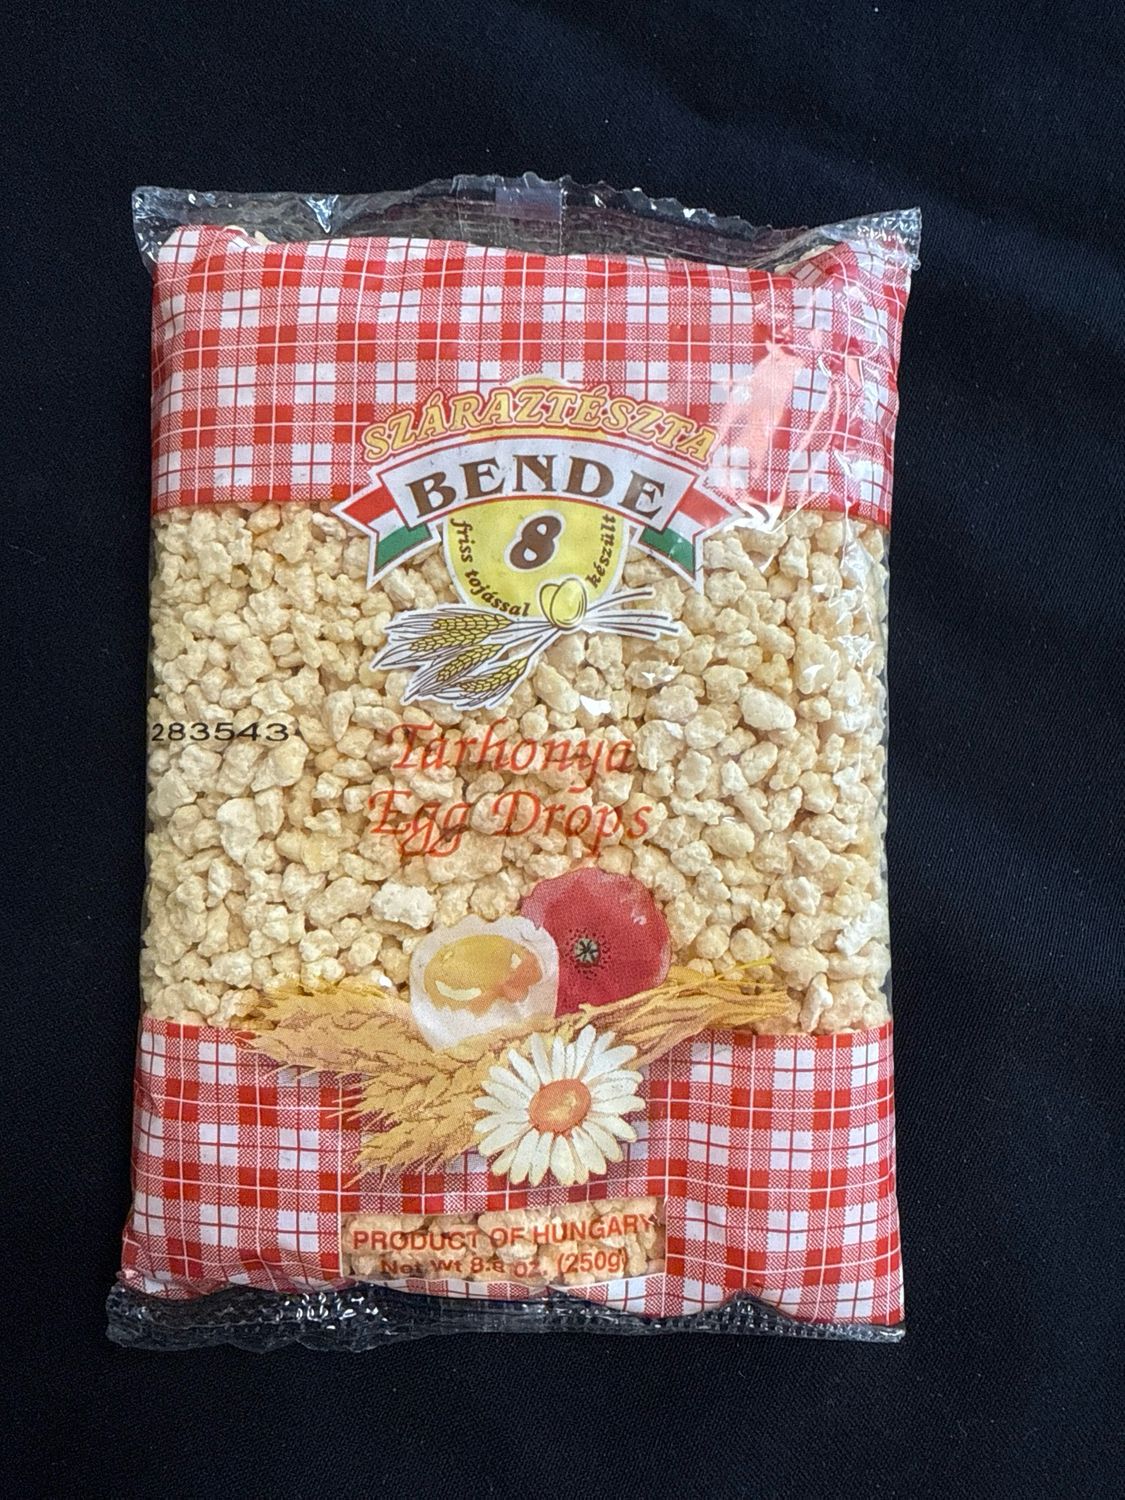 SZÁRAZTÉSZTA
BENDE
8
friss tojással készült
283543
Tarhonya
Egg Drops
PRODUCT OF HUNGARY
Net wt 8.8 oz. (250g)